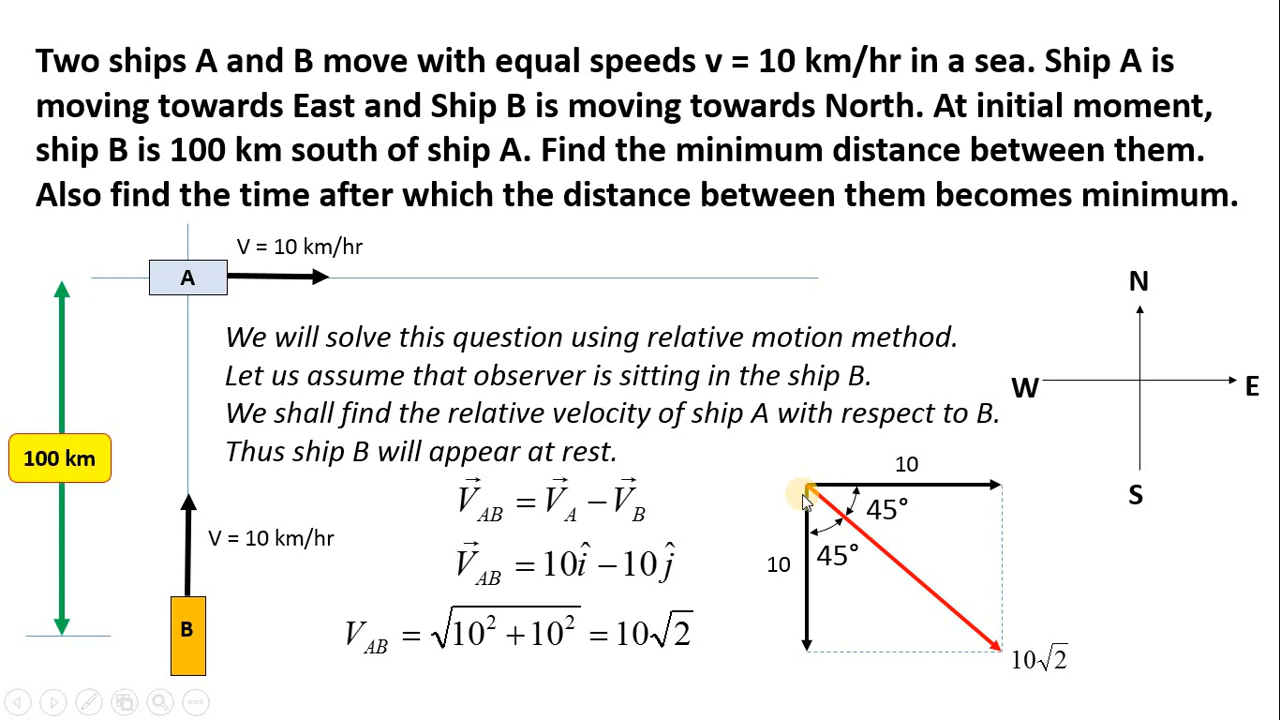 Two ships A and B move with equal speeds v = 10 km/hr in a sea. Ship A is
moving towards East and Ship B is moving towards North. At initial moment,
ship B is 100 km south of ship A. Find the minimum distance between them.
Also find the time after which the distance between them becomes minimum.
V = 10 km/hr
A
N
We will solve this question using relative motion method.
Let us assume that observer is sitting in the ship B.
W
E
We shall find the relative velocity of ship A with respect to B.
Thus ship B will appear at rest.
100 km
10
S
V⃗_AB = V⃗_A − V⃗_B
45°
V = 10 km/hr
45°
10
V⃗_AB = 10î − 10ĵ
B
V_AB = √(10² + 10²) = 10√2
10√2